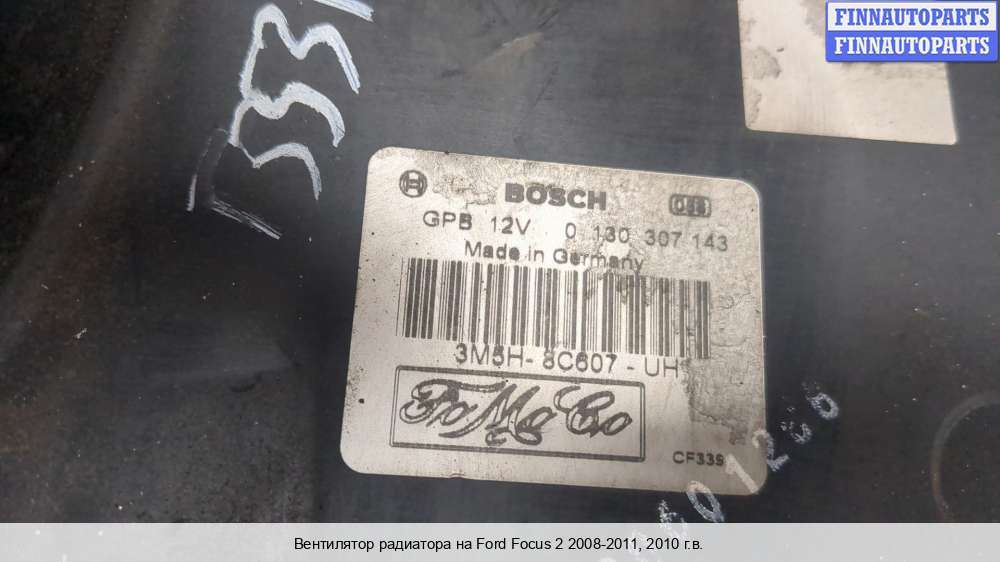 FINNAUTOPARTS
FINNAUTOPARTS
BOSCH
GPB 12V 0 130 307 143
Made in Germany
3M5H-8C607-UH
FoMoCo
CF339
Вентилятор радиатора на Ford Focus 2 2008-2011, 2010 г.в.